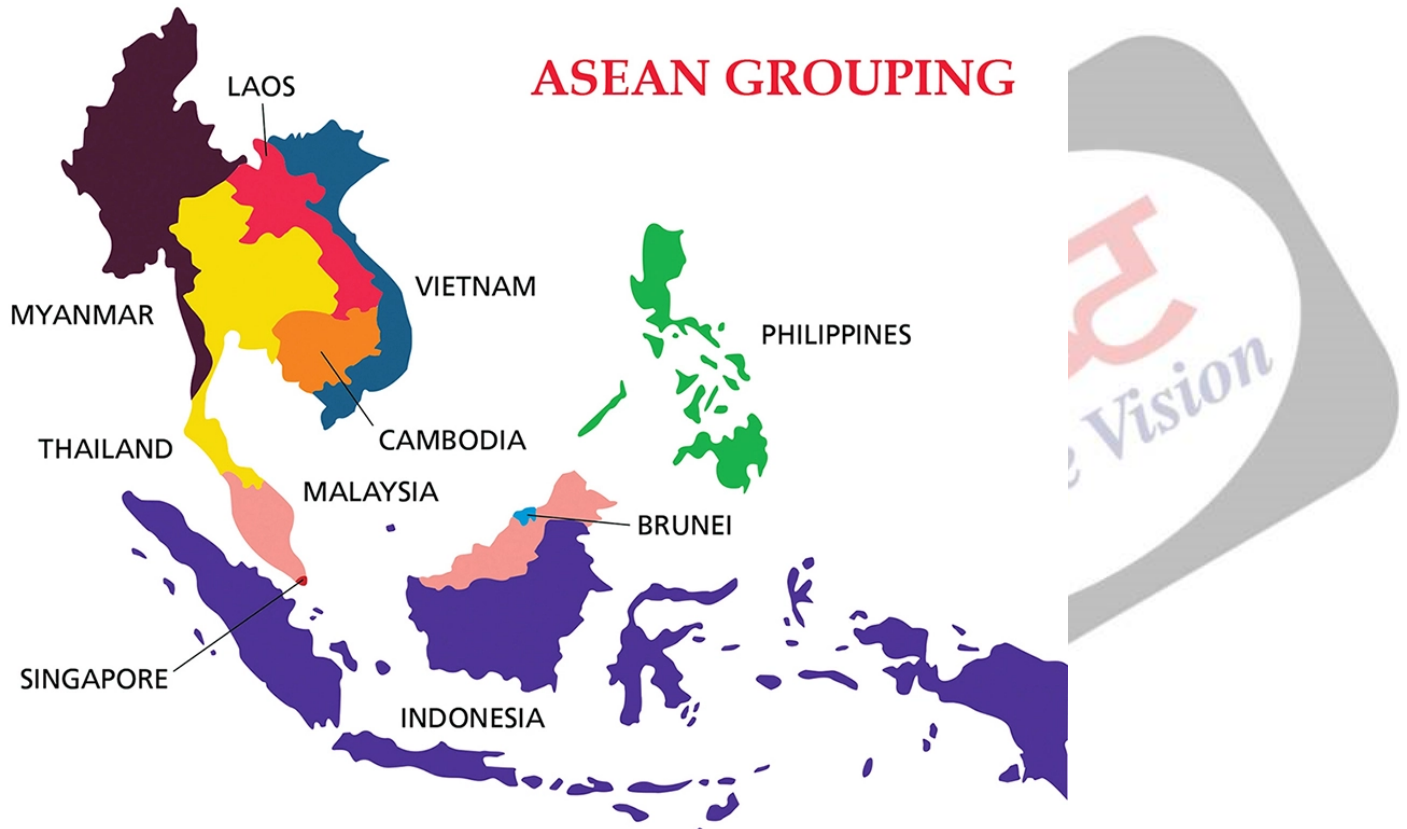 ASEAN GROUPING
LAOS
VIETNAM
MYANMAR
PHILIPPINES
CAMBODIA
THAILAND
MALAYSIA
BRUNEI
SINGAPORE
INDONESIA
Vision